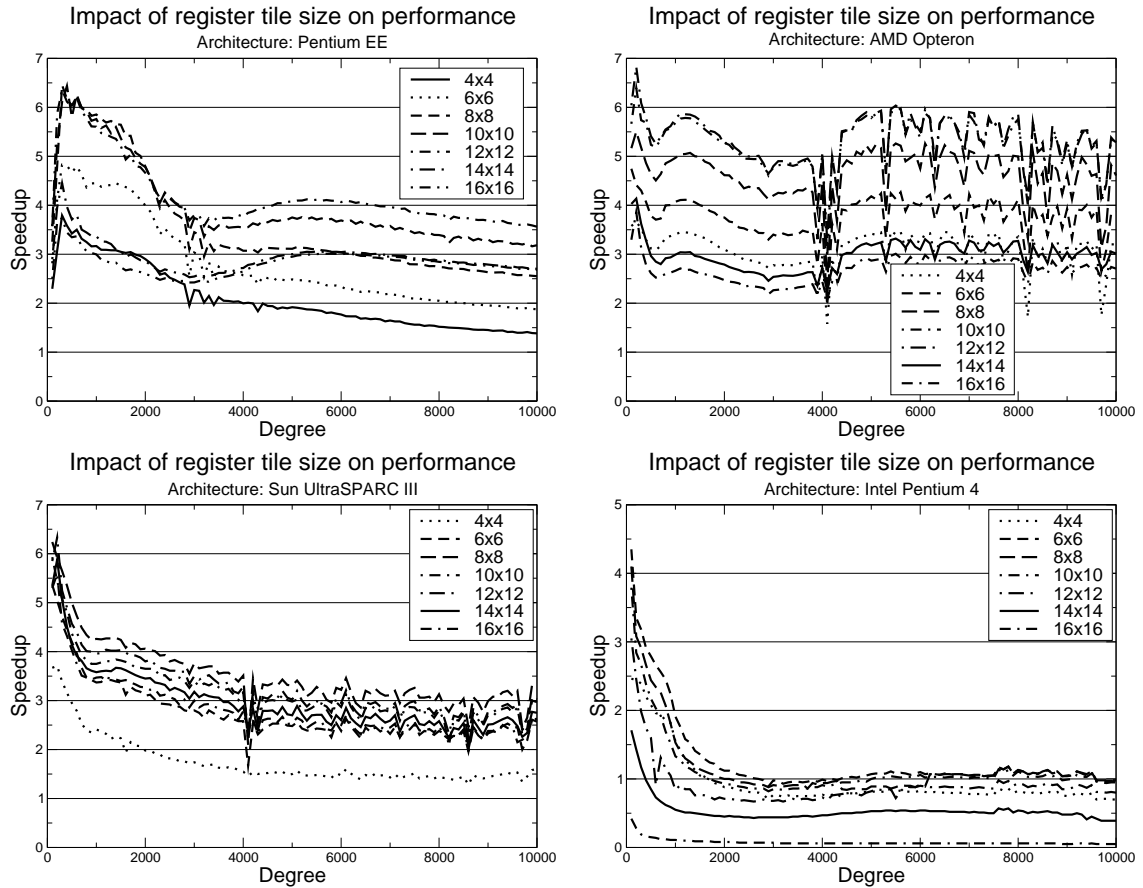 Impact of register tile size on performance
Architecture: Pentium EE
7
6
5
4
3
2
1
0
Speedup
4x4
6x6
8x8
10x10
12x12
14x14
16x16
0 2000 4000 6000 8000 10000
Degree
Impact of register tile size on performance
Architecture: AMD Opteron
7
6
5
4
3
2
1
0
Speedup
4x4
6x6
8x8
10x10
12x12
14x14
16x16
0 2000 4000 6000 8000 10000
Degree
Impact of register tile size on performance
Architecture: Sun UltraSPARC III
7
6
5
4
3
2
1
0
Speedup
4x4
6x6
8x8
10x10
12x12
14x14
16x16
0 2000 4000 6000 8000 10000
Degree
Impact of register tile size on performance
Architecture: Intel Pentium 4
5
4
3
2
1
0
Speedup
4x4
6x6
8x8
10x10
12x12
14x14
16x16
0 2000 4000 6000 8000 10000
Degree